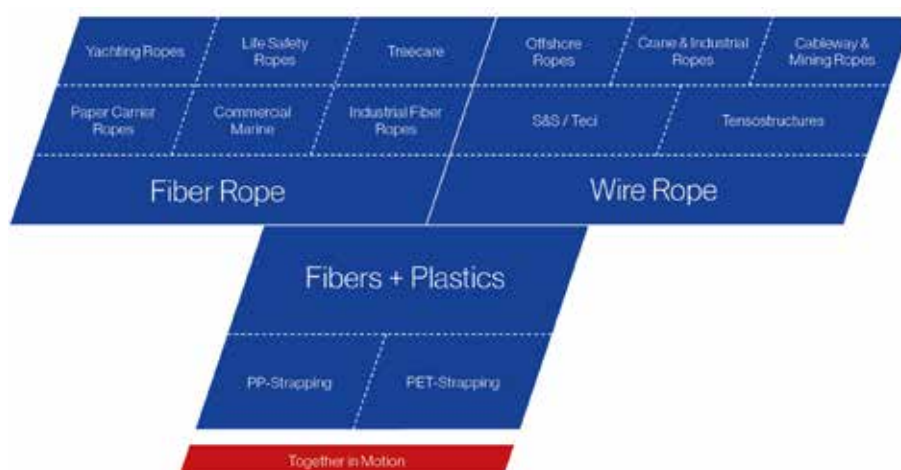 Yachting Ropes
Life Safety
Ropes
Treecare
Offshore
Ropes
Crane & Industrial
Ropes
Cableway &
Mining Ropes
Paper Carrier
Ropes
Commercial
Marine
Industrial Fiber
Ropes
S&S / Teci
Tensostructures
Fiber Rope
Wire Rope
Fibers + Plastics
PP-Strapping
PET-Strapping
Together in Motion